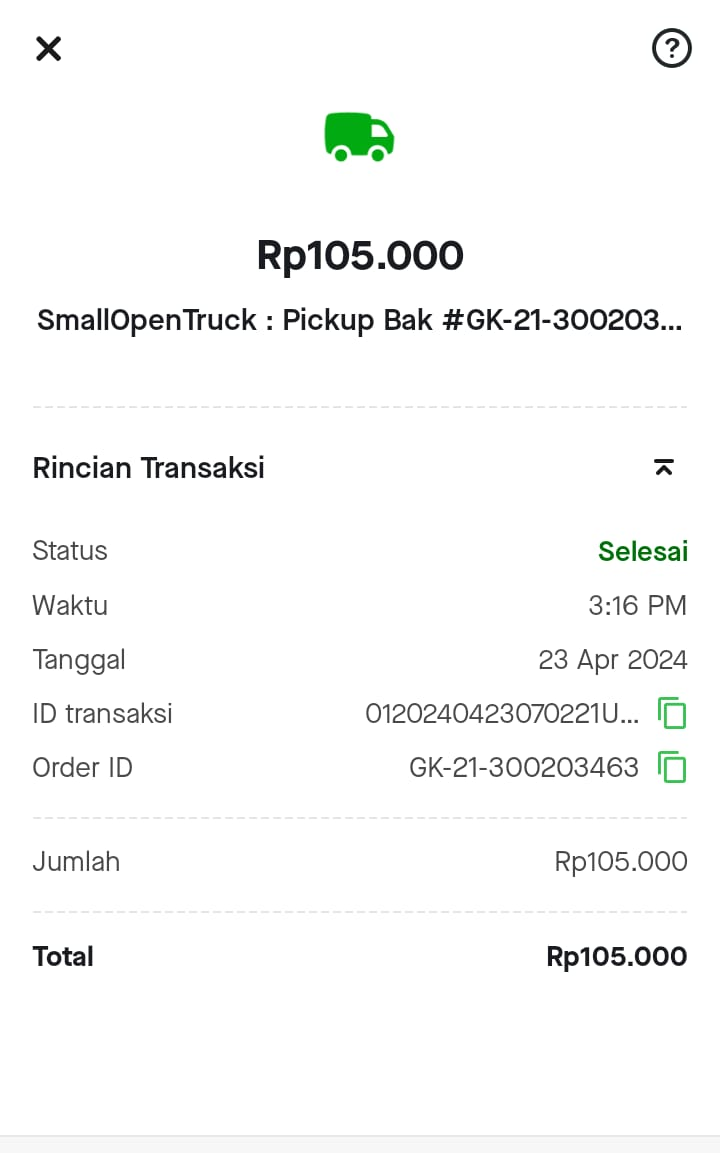 Rp105.000
SmallOpenTruck : Pickup Bak #GK-21-300203...
Rincian Transaksi
Status Selesai
Waktu 3:16 PM
Tanggal 23 Apr 2024
ID transaksi 0120240423070221U...
Order ID GK-21-300203463
Jumlah Rp105.000
Total Rp105.000